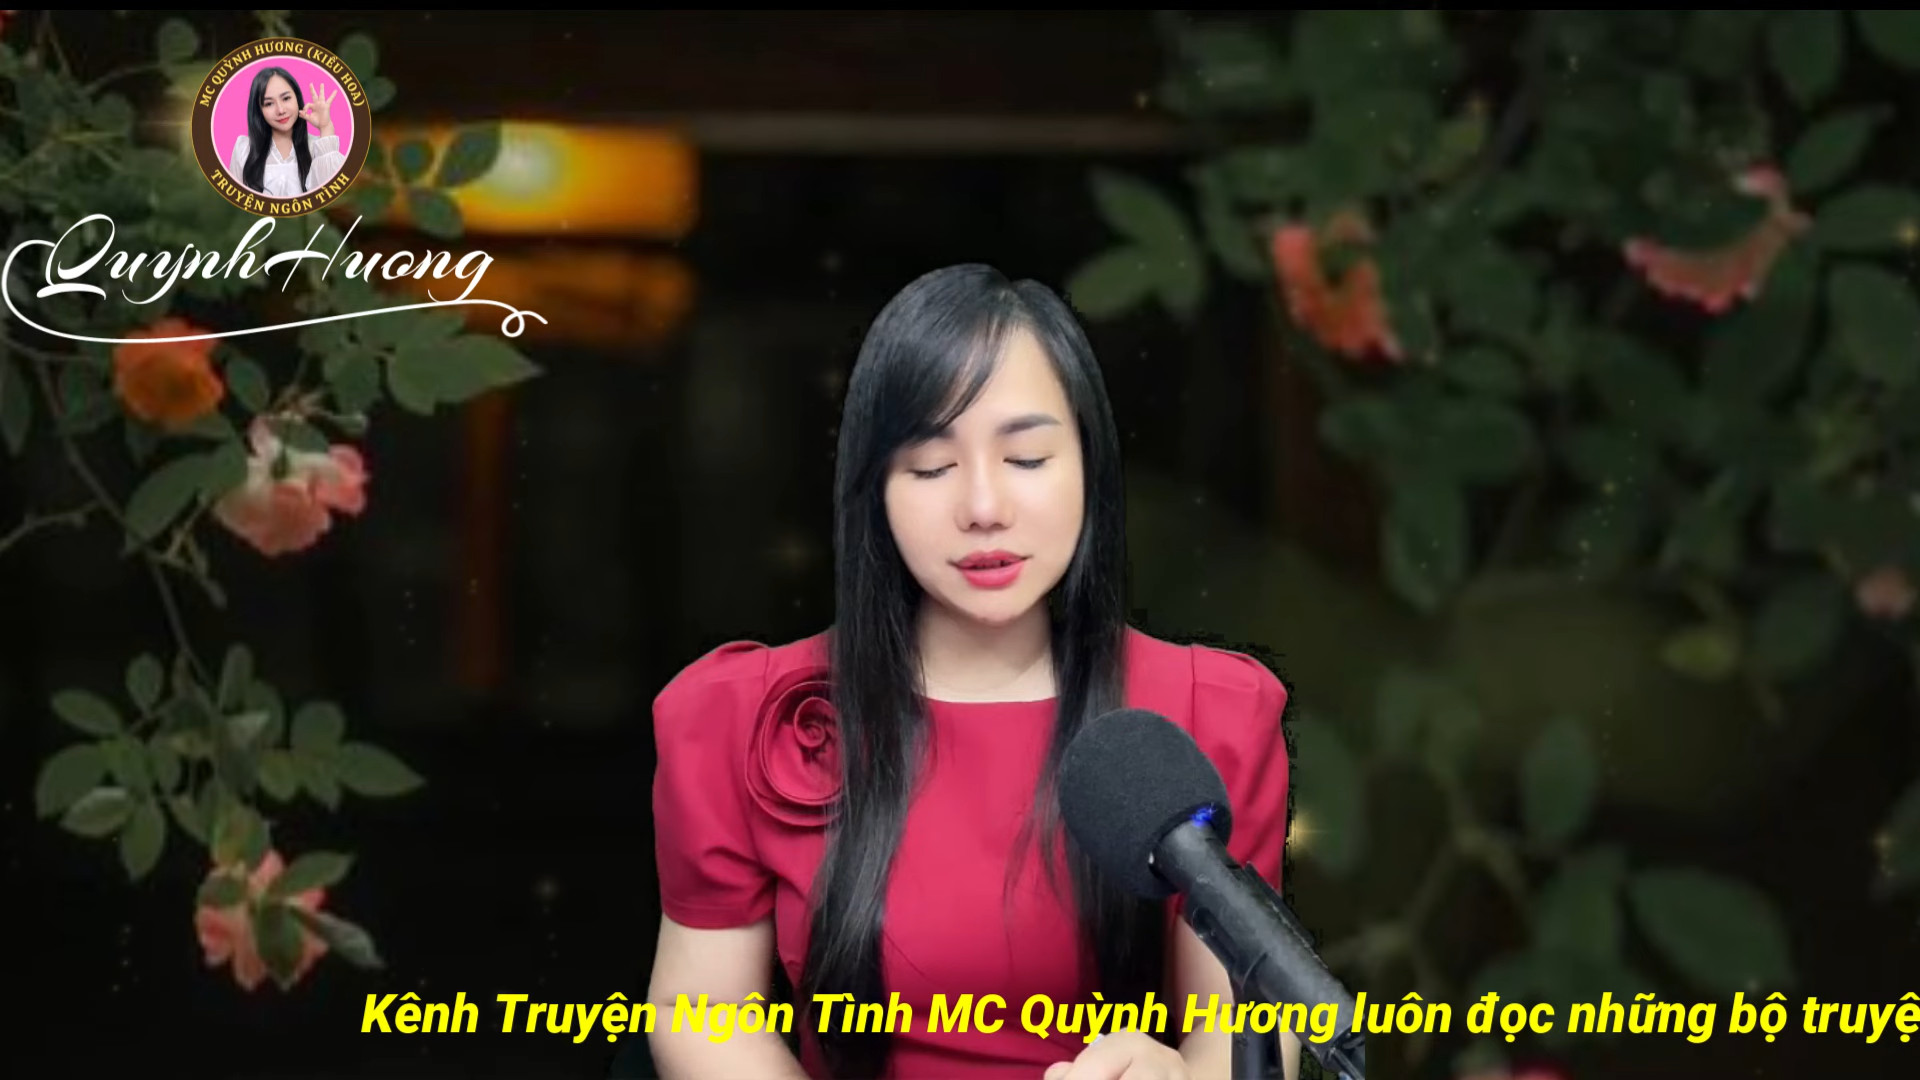 MC QUỲNH HƯƠNG (KIỀU HOA)
TRUYỆN NGÔN TÌNH
QuynhHuong
Kênh Truyện Ngôn Tình MC Quỳnh Hương luôn đọc những bộ truyệ